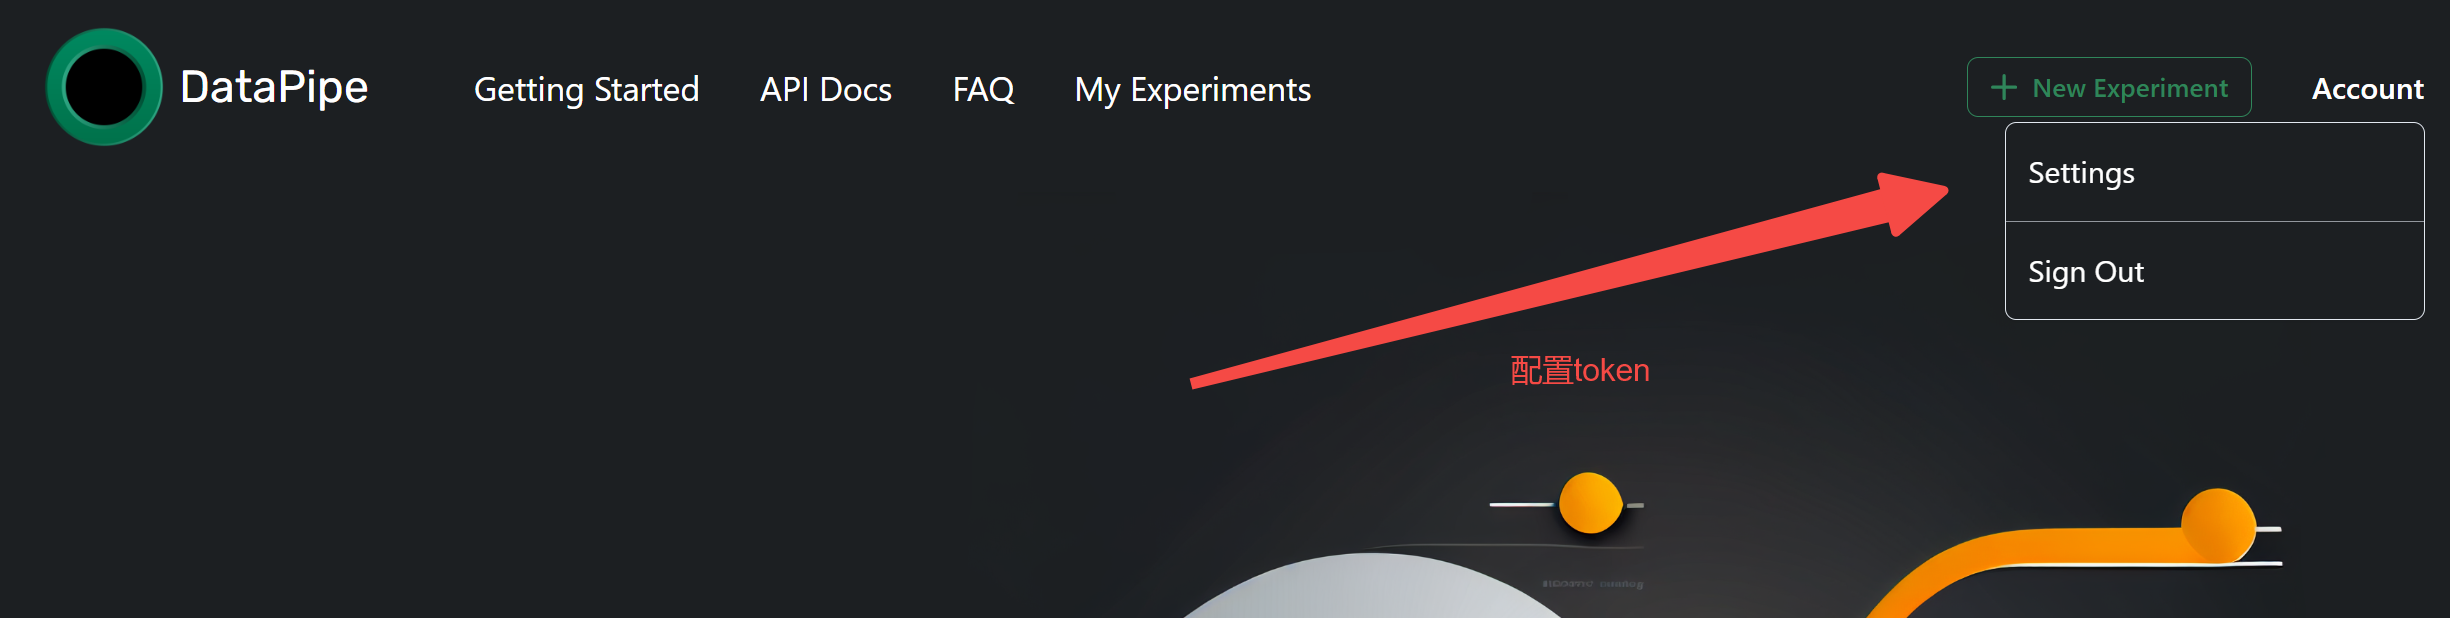 DataPipe
Getting Started
API Docs
FAQ
My Experiments
New Experiment
Account
Settings
Sign Out
配置token